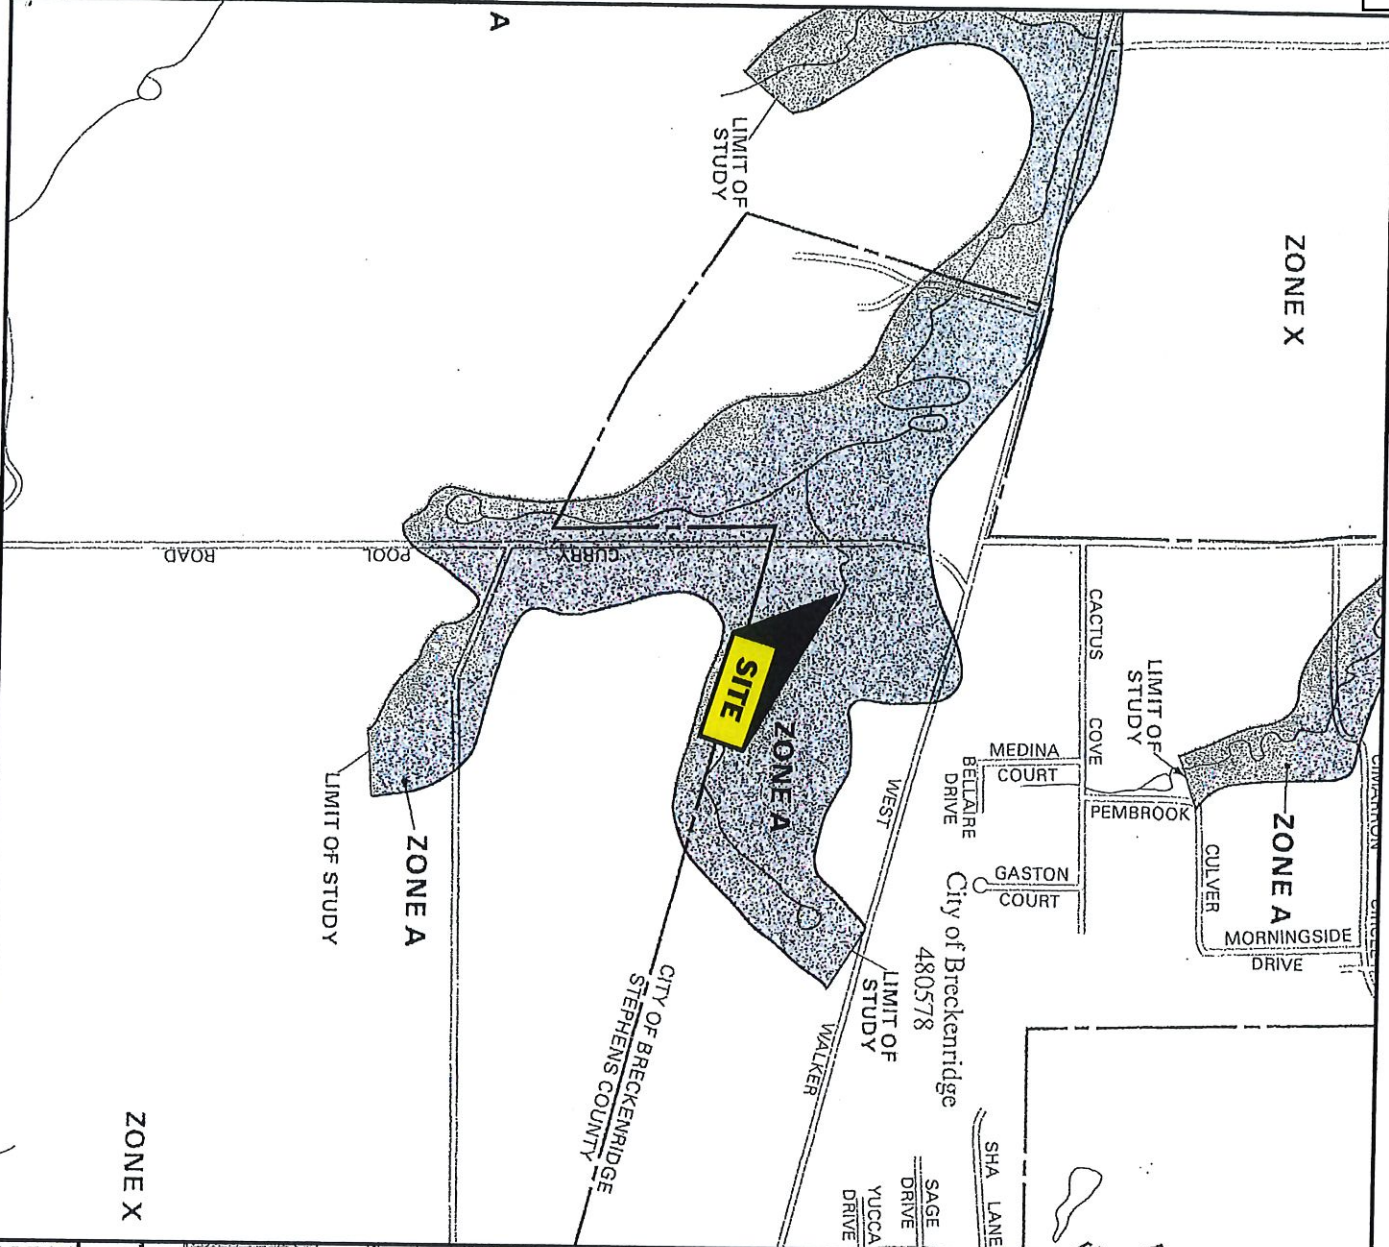 A
LIMIT OF
STUDY
ZONE X
CURRY
POOL
ROAD
CACTUS
COVE
LIMIT OF
STUDY
MEDINA
COURT
BELLAIRE
DRIVE
PEMBROOK
CULVER
ZONE A
GASTON
COURT
MORNINGSIDE
DRIVE
SITE
ZONE A
WEST
WALKER
City of Breckenridge
480578
LIMIT OF
STUDY
LIMIT OF STUDY
ZONE A
CITY OF BRECKENRIDGE
STEPHENS COUNTY
ZONE X
SHA LANE
SAGE
DRIVE
YUCCA
DRIVE